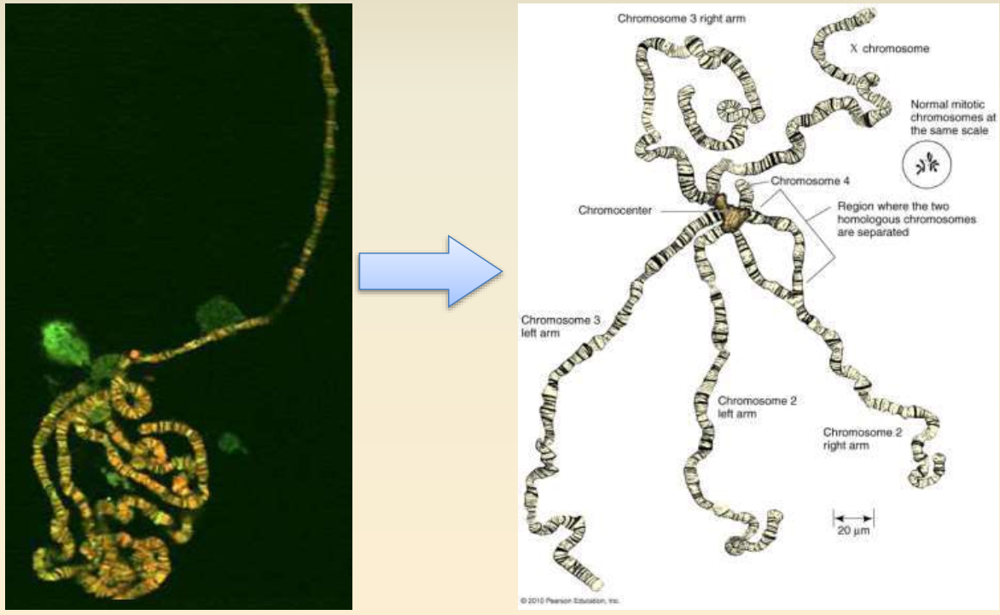 Chromosome 3 right arm
X chromosome
Normal mitotic
chromosomes at
the same scale
Chromosome 4
Chromocenter
Region where the two
homologous chromosomes
are separated
Chromosome 3
left arm
Chromosome 2
left arm
Chromosome 2
right arm
20 μm
© 2010 Pearson Education, Inc.